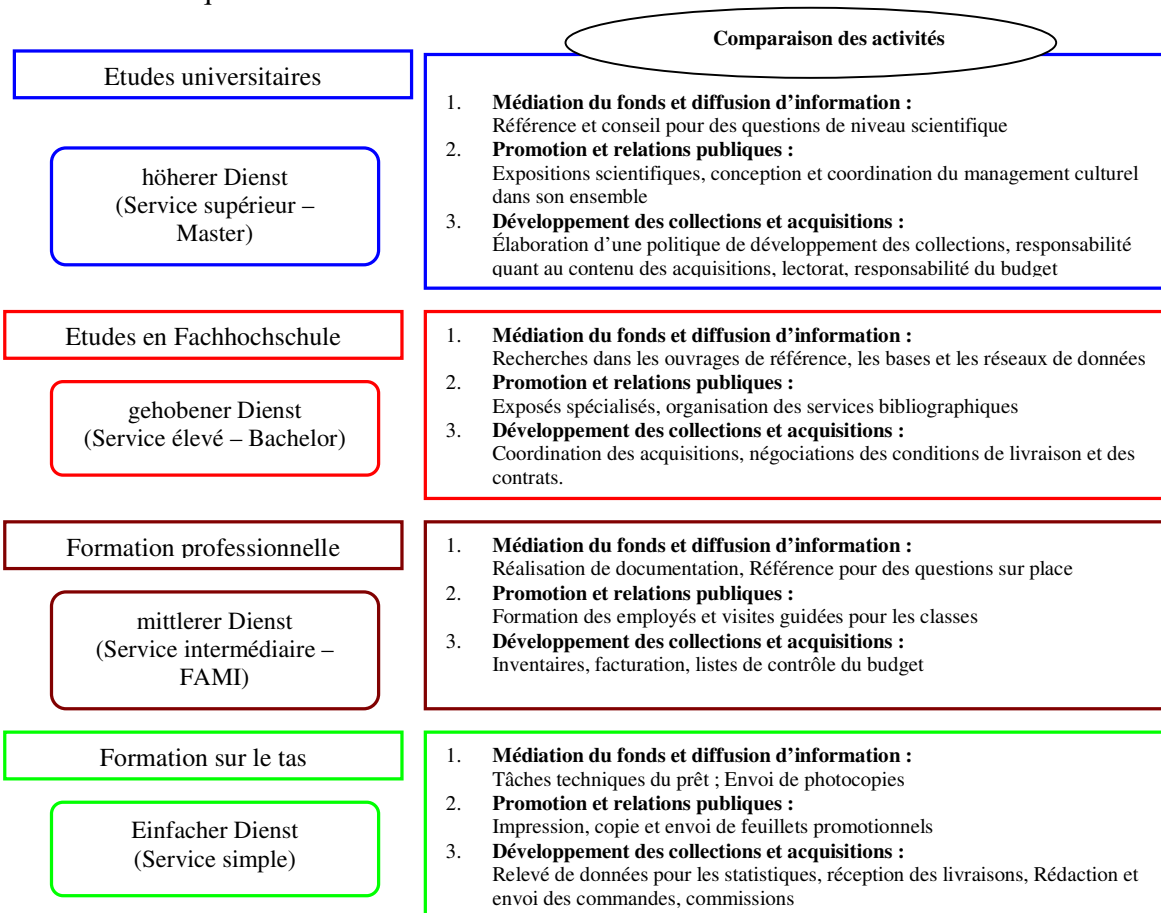 Comparaison des activités
Etudes universitaires
höherer Dienst
(Service supérieur –
Master)
1. Médiation du fonds et diffusion d’information :
Référence et conseil pour des questions de niveau scientifique
2. Promotion et relations publiques :
Expositions scientifiques, conception et coordination du management culturel
dans son ensemble
3. Développement des collections et acquisitions :
Élaboration d’une politique de développement des collections, responsabilité
quant au contenu des acquisitions, lectorat, responsabilité du budget
Etudes en Fachhochschule
gehobener Dienst
(Service élevé – Bachelor)
1. Médiation du fonds et diffusion d’information :
Recherches dans les ouvrages de référence, les bases et les réseaux de données
2. Promotion et relations publiques :
Exposés spécialisés, organisation des services bibliographiques
3. Développement des collections et acquisitions :
Coordination des acquisitions, négociations des conditions de livraison et des
contrats.
Formation professionnelle
mittlerer Dienst
(Service intermédiaire –
FAMI)
1. Médiation du fonds et diffusion d’information :
Réalisation de documentation, Référence pour des questions sur place
2. Promotion et relations publiques :
Formation des employés et visites guidées pour les classes
3. Développement des collections et acquisitions :
Inventaires, facturation, listes de contrôle du budget
Formation sur le tas
Einfacher Dienst
(Service simple)
1. Médiation du fonds et diffusion d’information :
Tâches techniques du prêt ; Envoi de photocopies
2. Promotion et relations publiques :
Impression, copie et envoi de feuillets promotionnels
3. Développement des collections et acquisitions :
Relevé de données pour les statistiques, réception des livraisons, Rédaction et
envoi des commandes, commissions